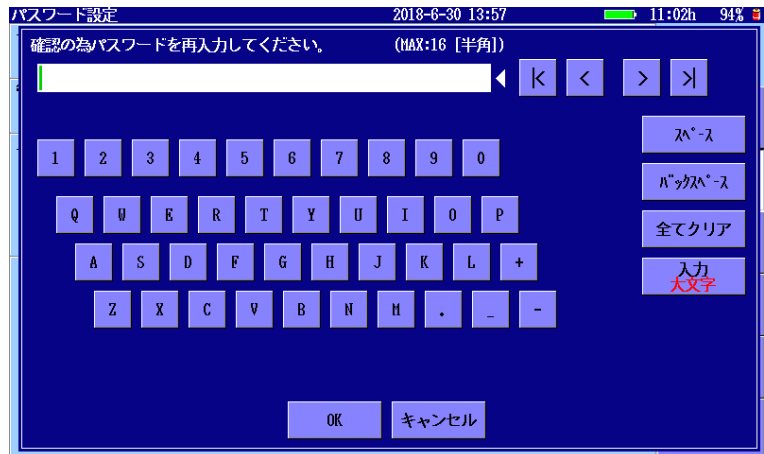 パスワード設定 2018-6-30 13:57 11:02h 94%
確認の為パスワードを再入力してください。 (MAX:16 [半角])
|< < > >|
スペース
1 2 3 4 5 6 7 8 9 0
バックスペース
Q W E R T Y U I O P
全てクリア
A S D F G H J K L +
入力
大文字
Z X C V B N M . _ -
OK キャンセル